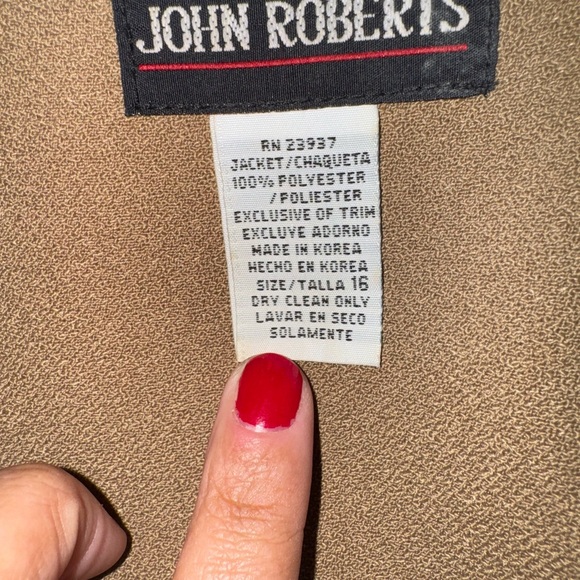 JOHN ROBERTS
RN 23937
JACKET/CHAQUETA
100% POLYESTER
/POLIESTER
EXCLUSIVE OF TRIM
EXCLUYE ADORNO
MADE IN KOREA
HECHO EN KOREA
SIZE/TALLA 16
DRY CLEAN ONLY
LAVAR EN SECO
SOLAMENTE